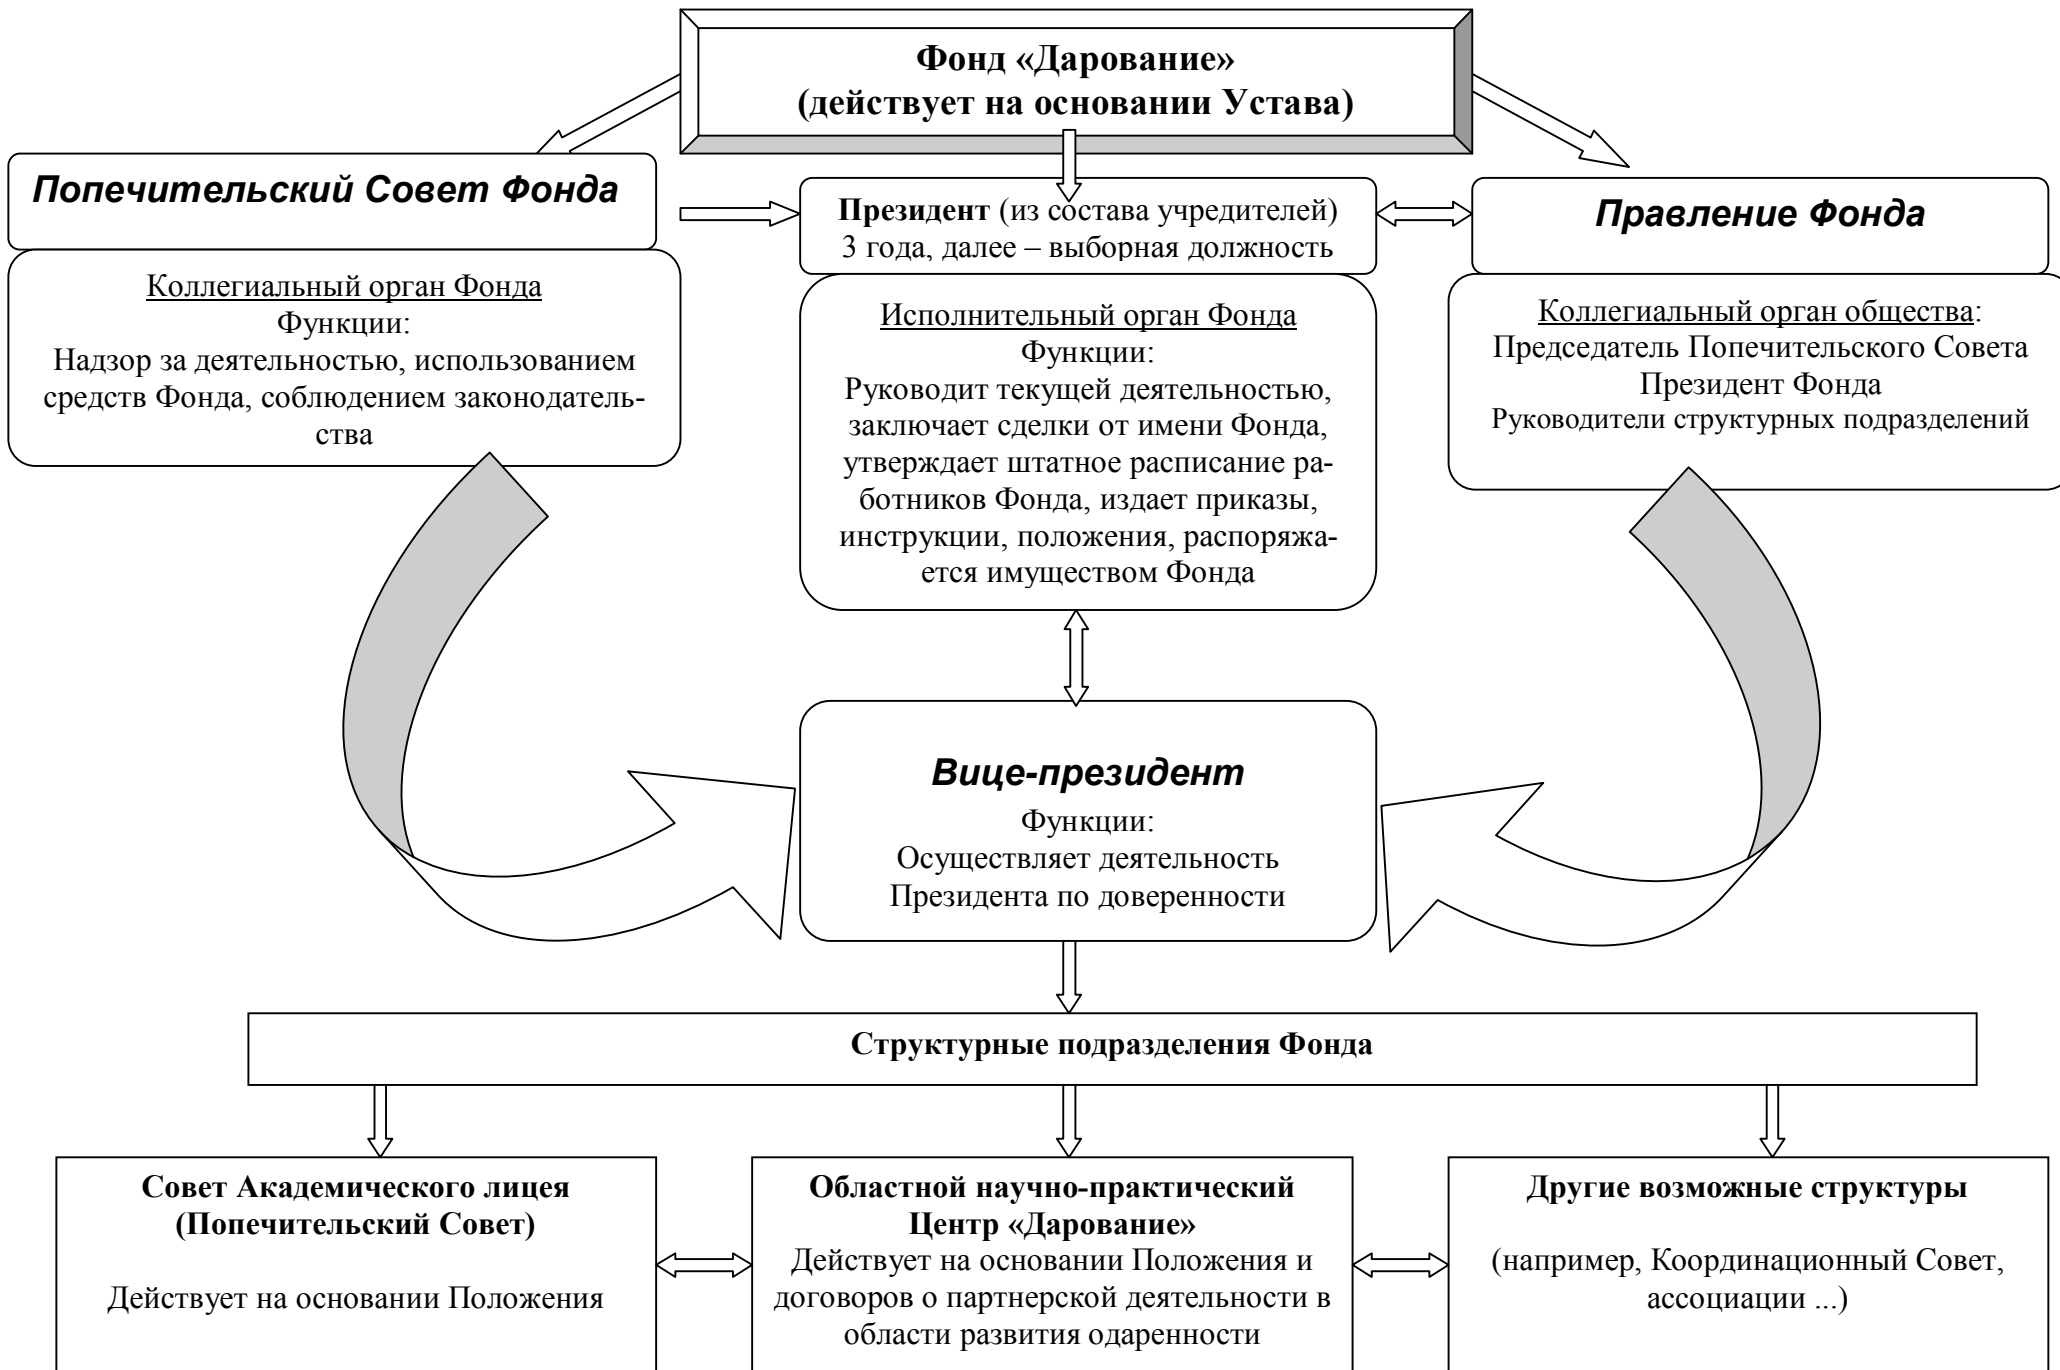 Фонд «Дарование»
(действует на основании Устава)
Попечительский Совет Фонда
Коллегиальный орган Фонда
Функции:
Надзор за деятельностью, использованием
средств Фонда, соблюдением законодатель-
ства
Президент (из состава учредителей)
3 года, далее – выборная должность
Исполнительный орган Фонда
Функции:
Руководит текущей деятельностью,
заключает сделки от имени Фонда,
утверждает штатное расписание ра-
ботников Фонда, издает приказы,
инструкции, положения, распоряжа-
ется имуществом Фонда
Правление Фонда
Коллегиальный орган общества:
Председатель Попечительского Совета
Президент Фонда
Руководители структурных подразделений
Вице-президент
Функции:
Осуществляет деятельность
Президента по доверенности
Структурные подразделения Фонда
Совет Академического лицея
(Попечительский Совет)
Действует на основании Положения
Областной научно-практический
Центр «Дарование»
Действует на основании Положения и
договоров о партнерской деятельности в
области развития одаренности
Другие возможные структуры
(например, Координационный Совет,
ассоциации ...)